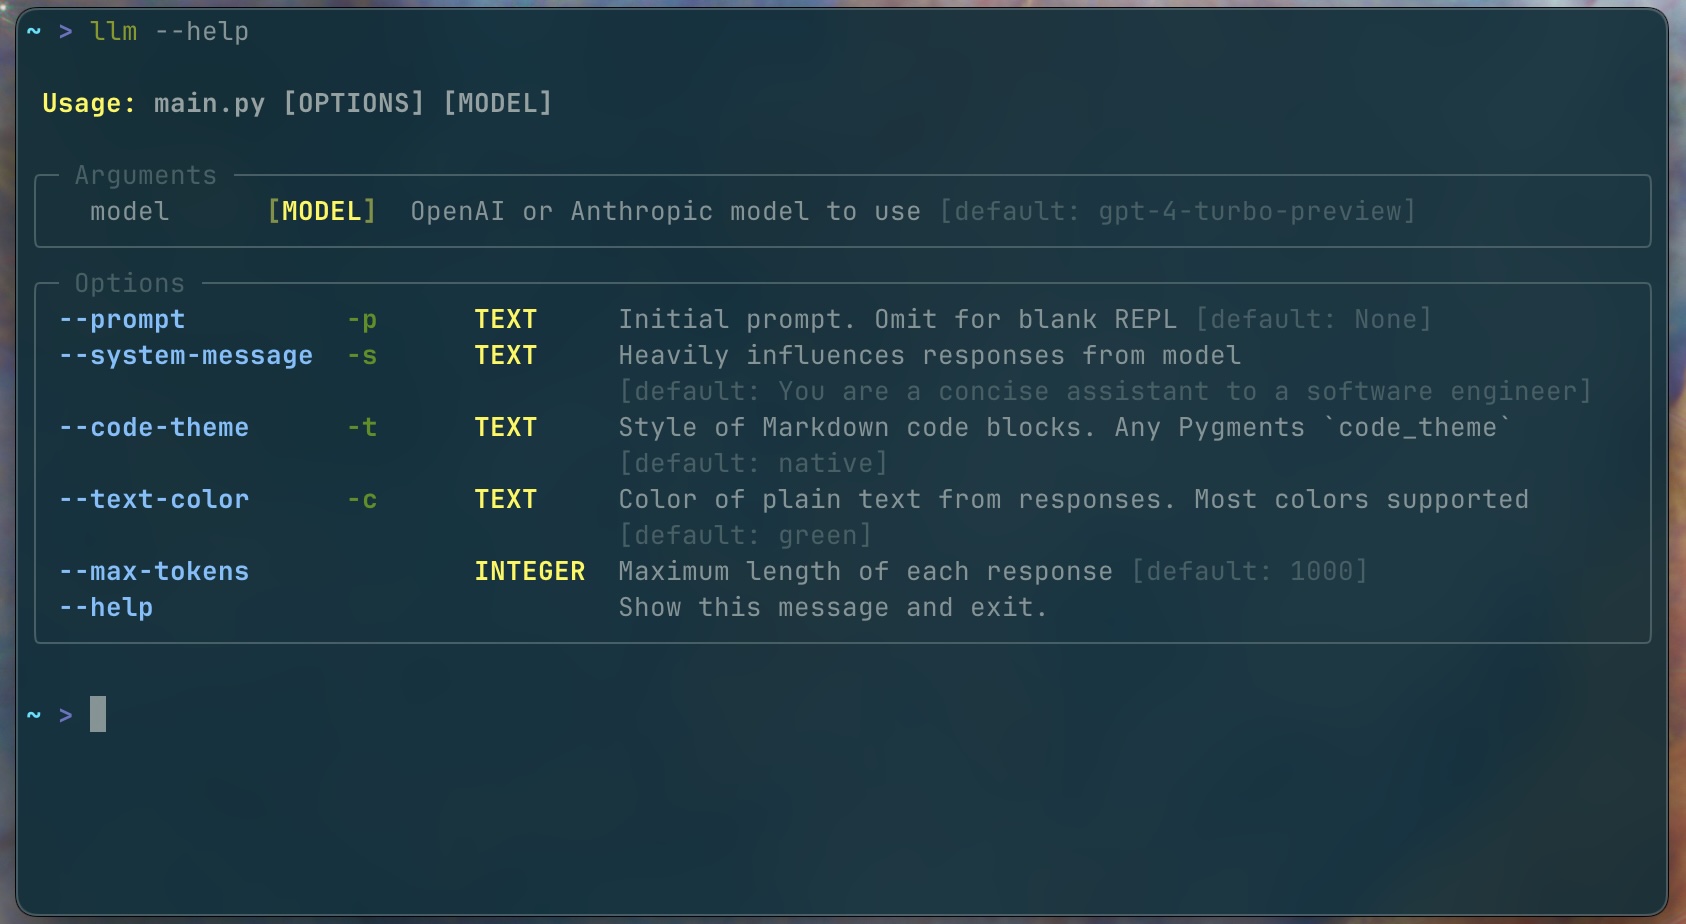 ~ > llm --help
Usage: main.py [OPTIONS] [MODEL]
Arguments
model [MODEL] OpenAI or Anthropic model to use [default: gpt-4-turbo-preview]
Options
--prompt -p TEXT Initial prompt. Omit for blank REPL [default: None]
--system-message -s TEXT Heavily influences responses from model
[default: You are a concise assistant to a software engineer]
--code-theme -t TEXT Style of Markdown code blocks. Any Pygments `code_theme`
[default: native]
--text-color -c TEXT Color of plain text from responses. Most colors supported
[default: green]
--max-tokens INTEGER Maximum length of each response [default: 1000]
--help Show this message and exit.
~ >